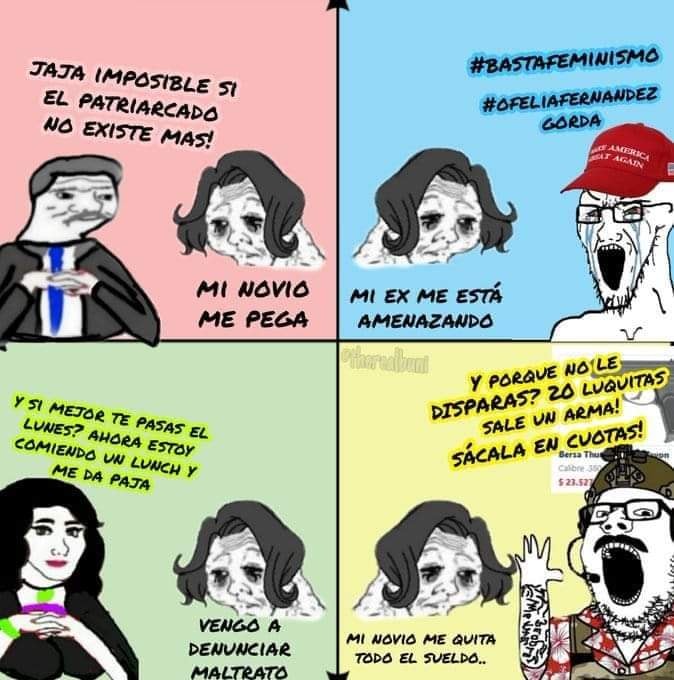 JAJA IMPOSIBLE SI
EL PATRIARCADO
NO EXISTE MAS!
MI NOVIO
ME PEGA
#BASTAFEMINISMO
#OFELIAFERNANDEZ
GORDA
MAKE AMERICA
GREAT AGAIN
MI EX ME ESTÁ
AMENAZANDO
@therealbuni
Y SI MEJOR TE PASAS EL
LUNES? AHORA ESTOY
COMIENDO UN LUNCH Y
ME DA PAJA
VENGO A
DENUNCIAR
MALTRATO
Y PORQUE NO LE
DISPARAS? 20 LUQUITAS
SALE UN ARMA!
SÁCALA EN CUOTAS!
Bersa
Calibre
$ 23.52
MI NOVIO ME QUITA
TODO EL SUELDO..